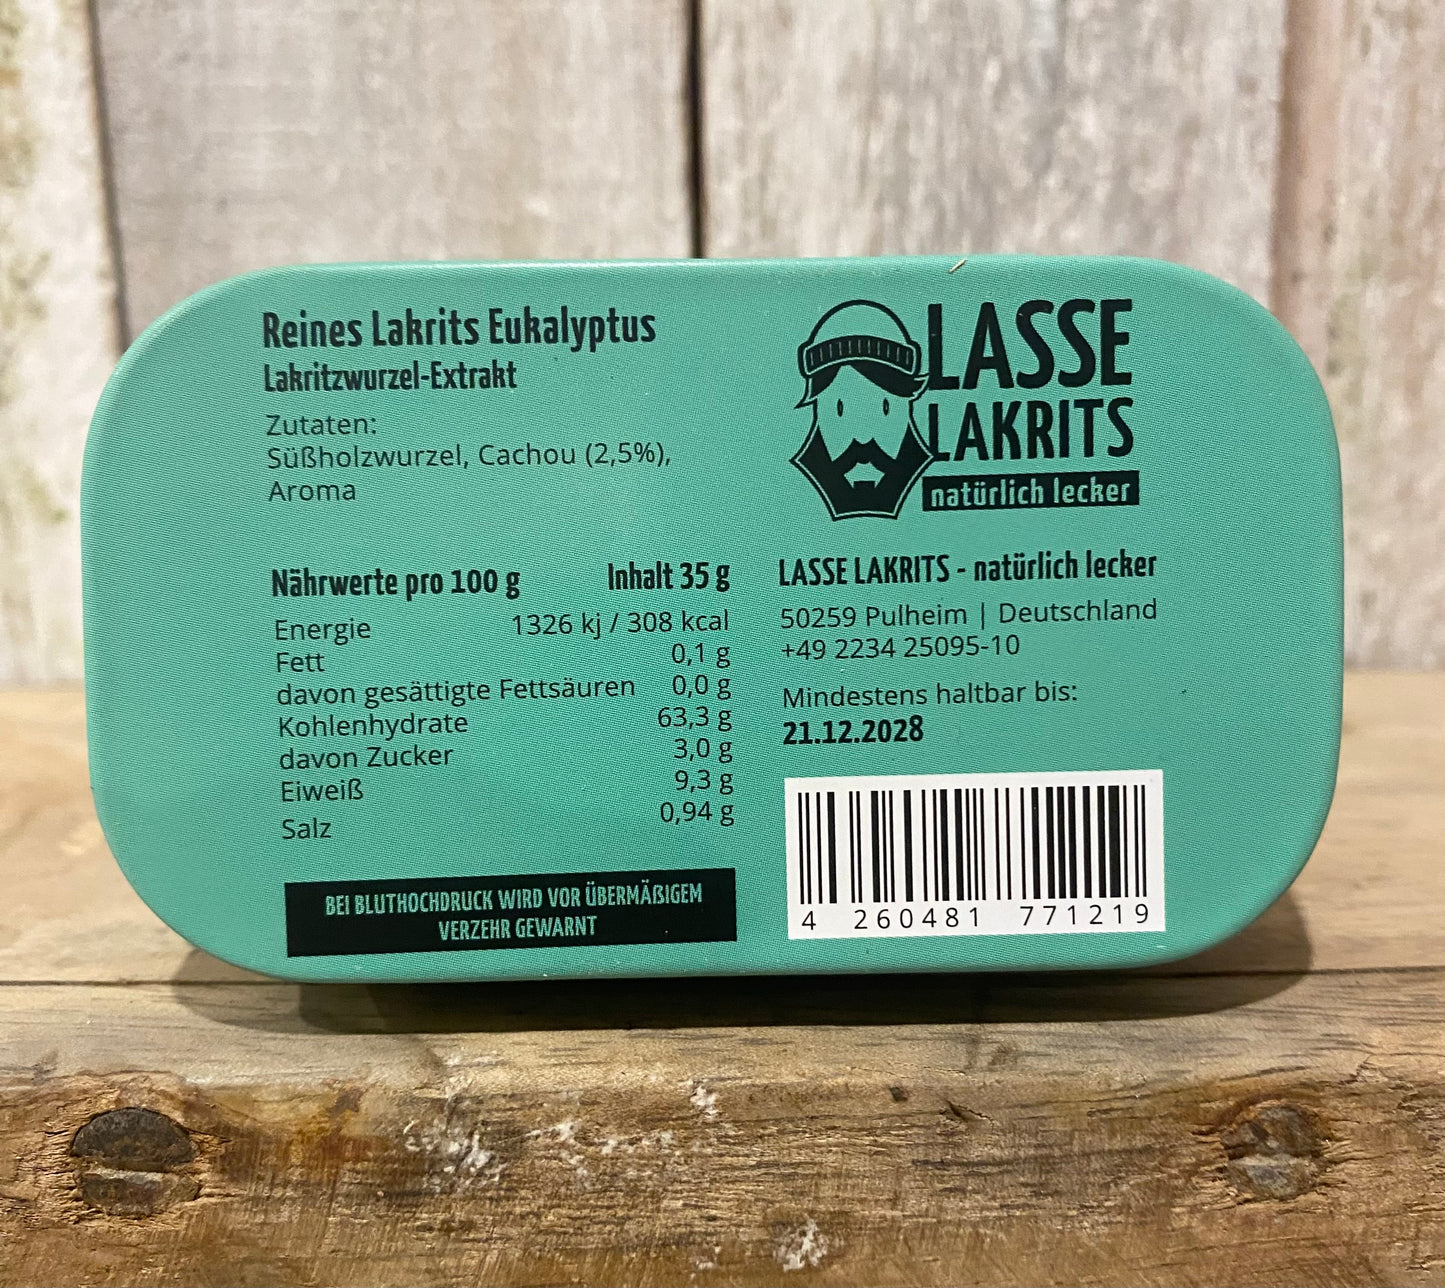 Reines Lakrits Eukalyptus
Lakritzwurzel-Extrakt
Zutaten:
Süßholzwurzel, Cachou (2,5%),
Aroma
Nährwerte pro 100 g Inhalt 35 g
Energie 1326 kj / 308 kcal
Fett 0,1 g
davon gesättigte Fettsäuren 0,0 g
Kohlenhydrate 63,3 g
davon Zucker 3,0 g
Eiweiß 9,3 g
Salz 0,94 g
BEI BLUTHOCHDRUCK WIRD VOR ÜBERMÄßIGEM
VERZEHR GEWARNT
LASSE
LAKRITS
natürlich lecker
LASSE LAKRITS - natürlich lecker
50259 Pulheim | Deutschland
+49 2234 25095-10
Mindestens haltbar bis:
21.12.2028
4 260481 771219